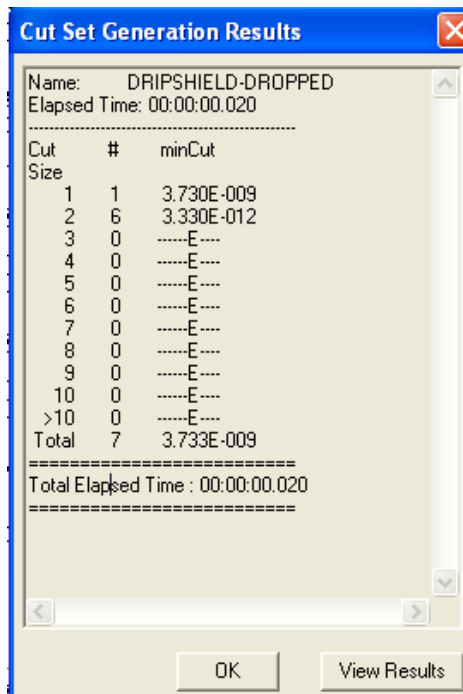 Cut Set Generation Results
Name: DRIPSHIELD-DROPPED
Elapsed Time: 00:00:00.020
------------------------------------------------
Cut # minCut
Size
1 1 3.730E-009
2 6 3.330E-012
3 0 ------E----
4 0 ------E----
5 0 ------E----
6 0 ------E----
7 0 ------E----
8 0 ------E----
9 0 ------E----
10 0 ------E----
>10 0 ------E----
Total 7 3.733E-009
==========================
Total Elapsed Time : 00:00:00.020
==========================
OK View Results